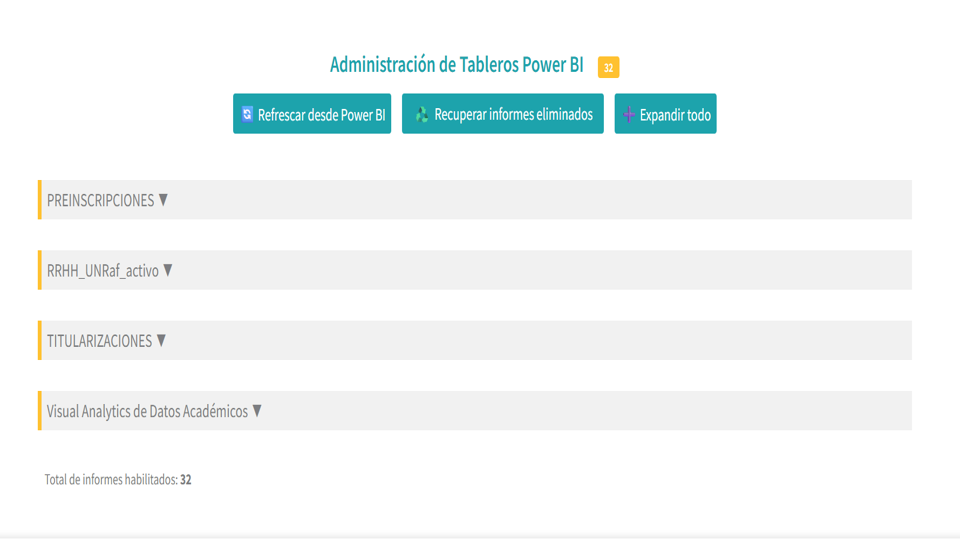 Administración de Tableros Power BI 32
Refrescar desde Power BI Recuperar informes eliminados Expandir todo
PREINSCRIPCIONES ▼
RRHH_UNRaf_activo ▼
TITULARIZACIONES ▼
Visual Analytics de Datos Académicos ▼
Total de informes habilitados: 32